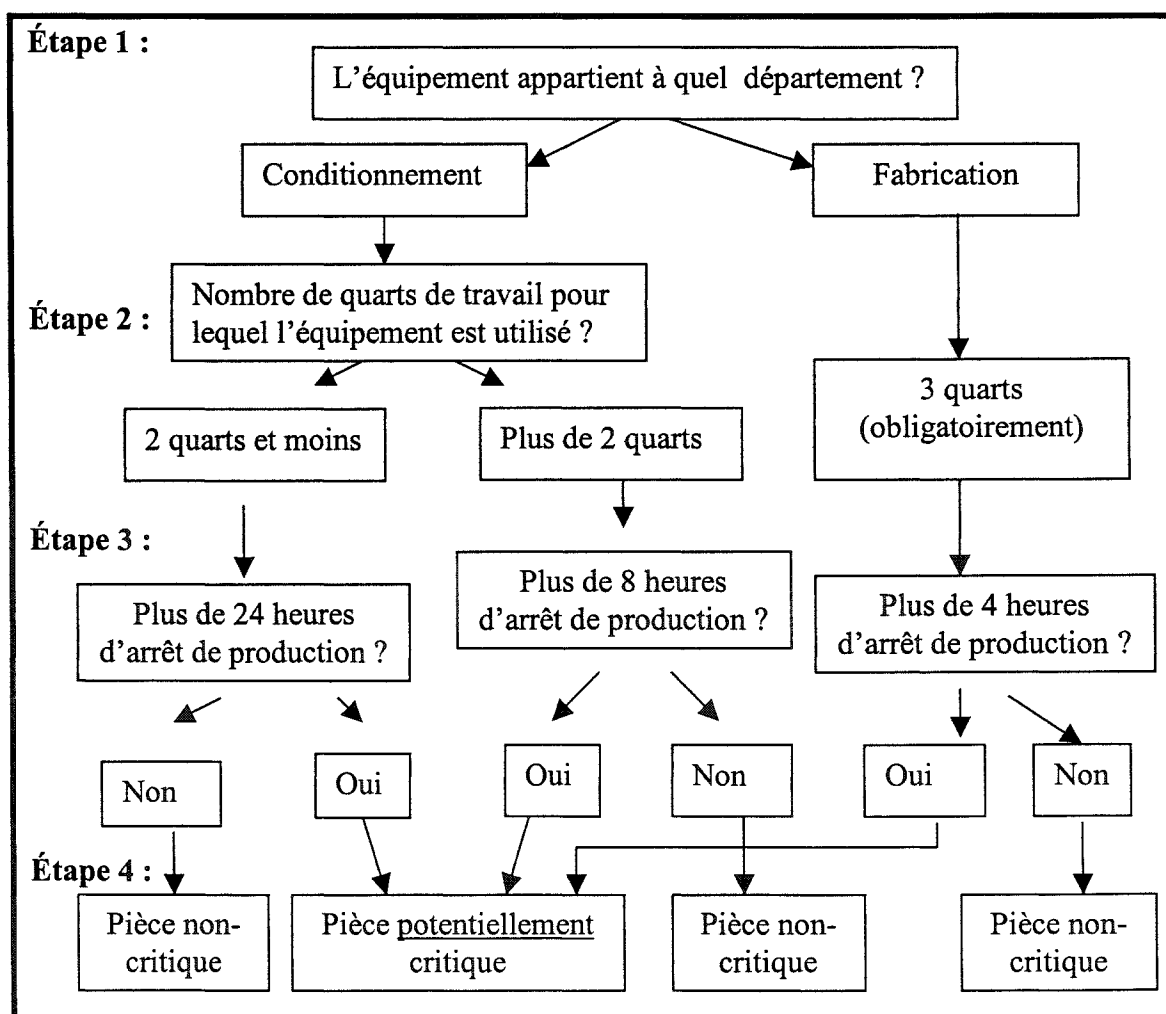 Étape 1 :
L'équipement appartient à quel département ?
Conditionnement
Fabrication
Étape 2 :
Nombre de quarts de travail pour
lequel l'équipement est utilisé ?
2 quarts et moins
Plus de 2 quarts
3 quarts
(obligatoirement)
Étape 3 :
Plus de 24 heures
d'arrêt de production ?
Plus de 8 heures
d'arrêt de production ?
Plus de 4 heures
d'arrêt de production ?
Non
Oui
Oui
Non
Oui
Non
Étape 4 :
Pièce non-
critique
Pièce potentiellement
critique
Pièce non-
critique
Pièce non-
critique